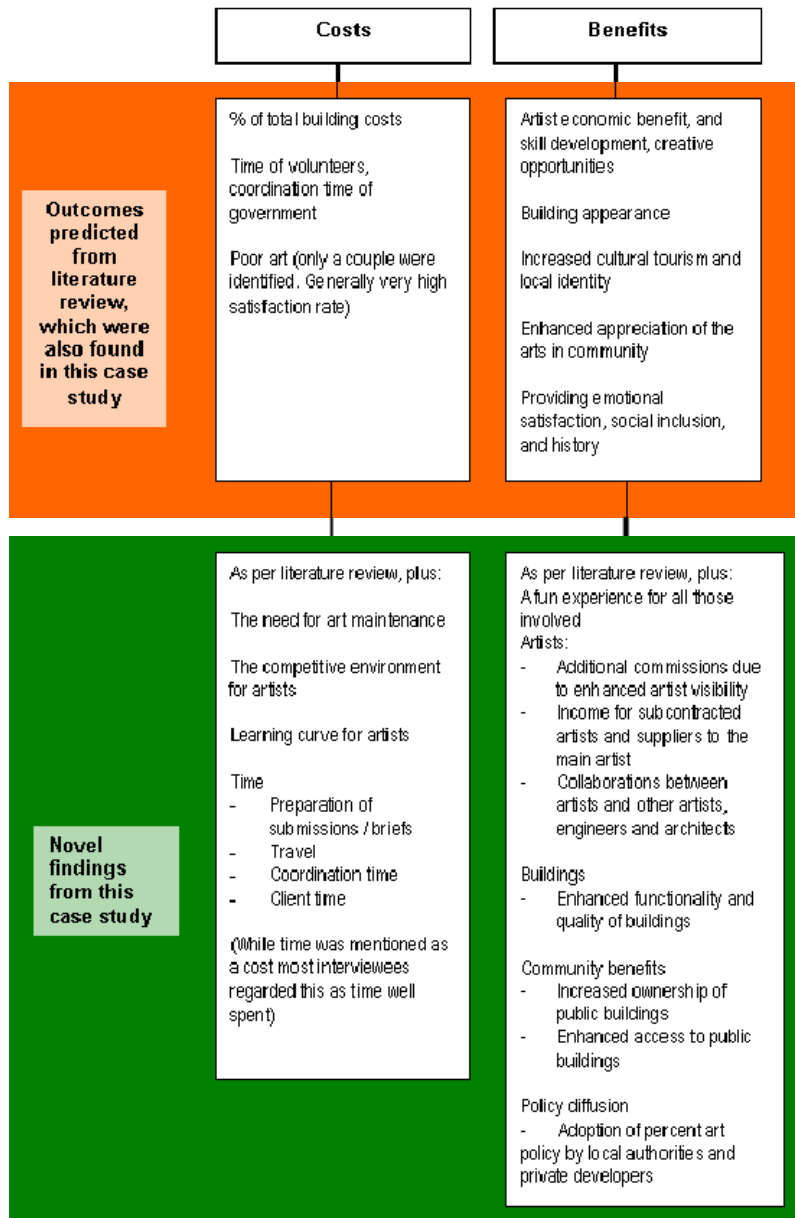 Costs
Benefits
Outcomes
predicted
from
literature
review,
which were
also found
in this case
study
% of total building costs
Time of volunteers,
coordination time of
government
Poor art (only a couple were
identified. Generally very high
satisfaction rate)
Artist economic benefit, and
skill development, creative
opportunities
Building appearance
Increased cultural tourism and
local identity
Enhanced appreciation of the
arts in community
Providing emotional
satisfaction, social inclusion,
and history
Novel
findings
from this
case study
As per literature review, plus:
The need for art maintenance
The competitive environment
for artists
Learning curve for artists
Time
- Preparation of
submissions / briefs
- Travel
- Coordination time
- Client time
(While time was mentioned as
a cost most interviewees
regarded this as time well
spent)
As per literature review, plus:
A fun experience for all those
involved
Artists:
- Additional commissions due
to enhanced artist visibility
- Income for subcontracted
artists and suppliers to the
main artist
- Collaborations between
artists and other artists,
engineers and architects
Buildings
- Enhanced functionality and
quality of buildings
Community benefits
- Increased ownership of
public buildings
- Enhanced access to public
buildings
Policy diffusion
- Adoption of percent art
policy by local authorities and
private developers